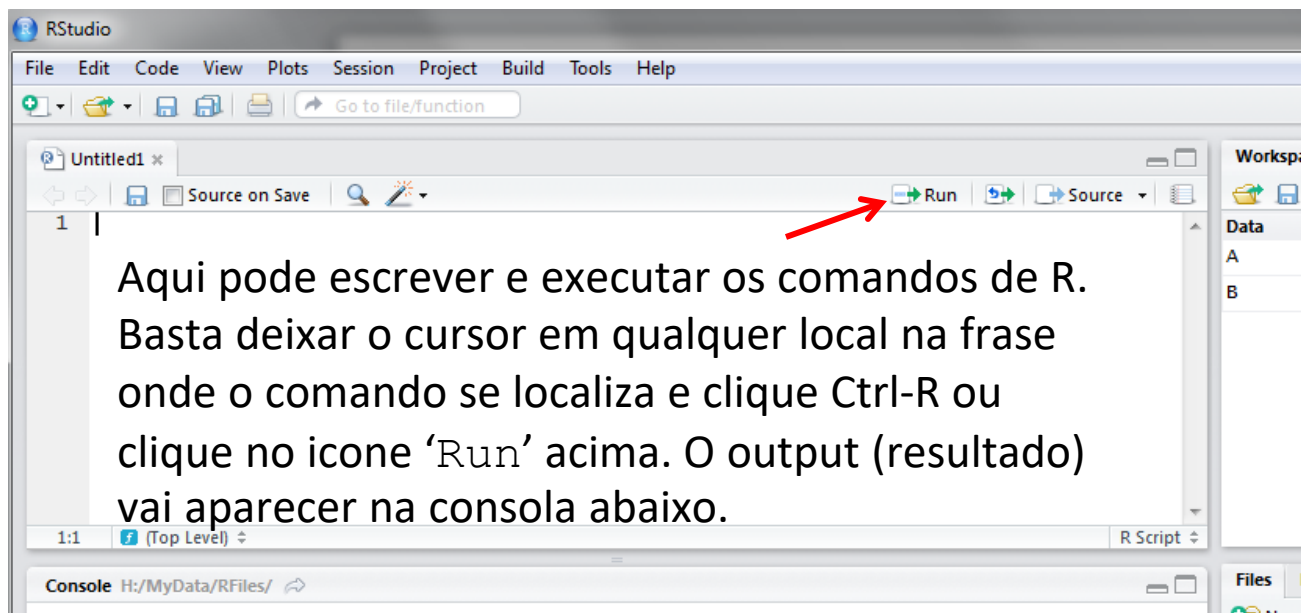 RStudio
File Edit Code View Plots Session Project Build Tools Help
Go to file/function
Untitled1
Source on Save Run Source
1
Aqui pode escrever e executar os comandos de R.
Basta deixar o cursor em qualquer local na frase
onde o comando se localiza e clique Ctrl-R ou
clique no icone ‘Run’ acima. O output (resultado)
vai aparecer na consola abaixo.
1:1 (Top Level) R Script
Console H:/MyData/RFiles/
Data
A
B
Files